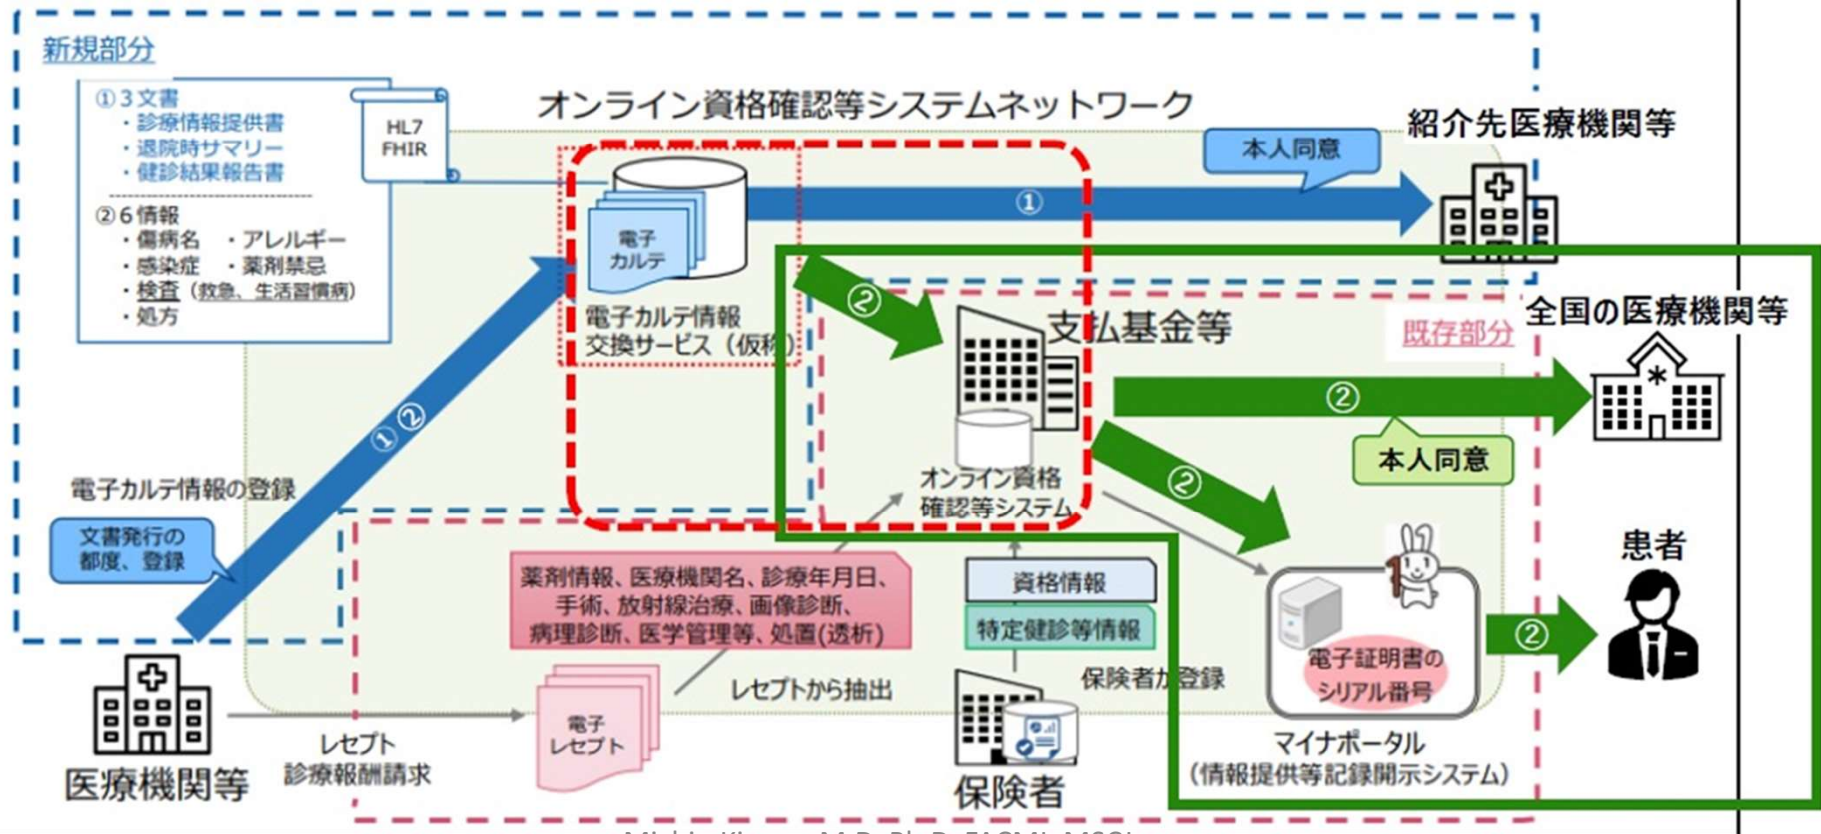 新規部分
①3文書
・診療情報提供書
・退院時サマリー
・健診結果報告書
②6情報
・傷病名 ・アレルギー
・感染症 ・薬剤禁忌
・検査（救急、生活習慣病）
・処方
HL7
FHIR
オンライン資格確認等システムネットワーク
本人同意
紹介先医療機関等
①
電子
カルテ
電子カルテ情報
交換サービス（仮称）
②
支払基金等
既存部分
全国の医療機関等
②
本人同意
①②
電子カルテ情報の登録
文書発行の
都度、登録
オンライン資格
確認等システム
②
薬剤情報、医療機関名、診療年月日、
手術、放射線治療、画像診断、
病理診断、医学管理等、処置(透析)
資格情報
特定健診等情報
患者
②
電子証明書の
シリアル番号
レセプトから抽出
保険者が登録
電子
レセプト
レセプト
診療報酬請求
医療機関等
保険者
マイナポータル
（情報提供等記録開示システム）